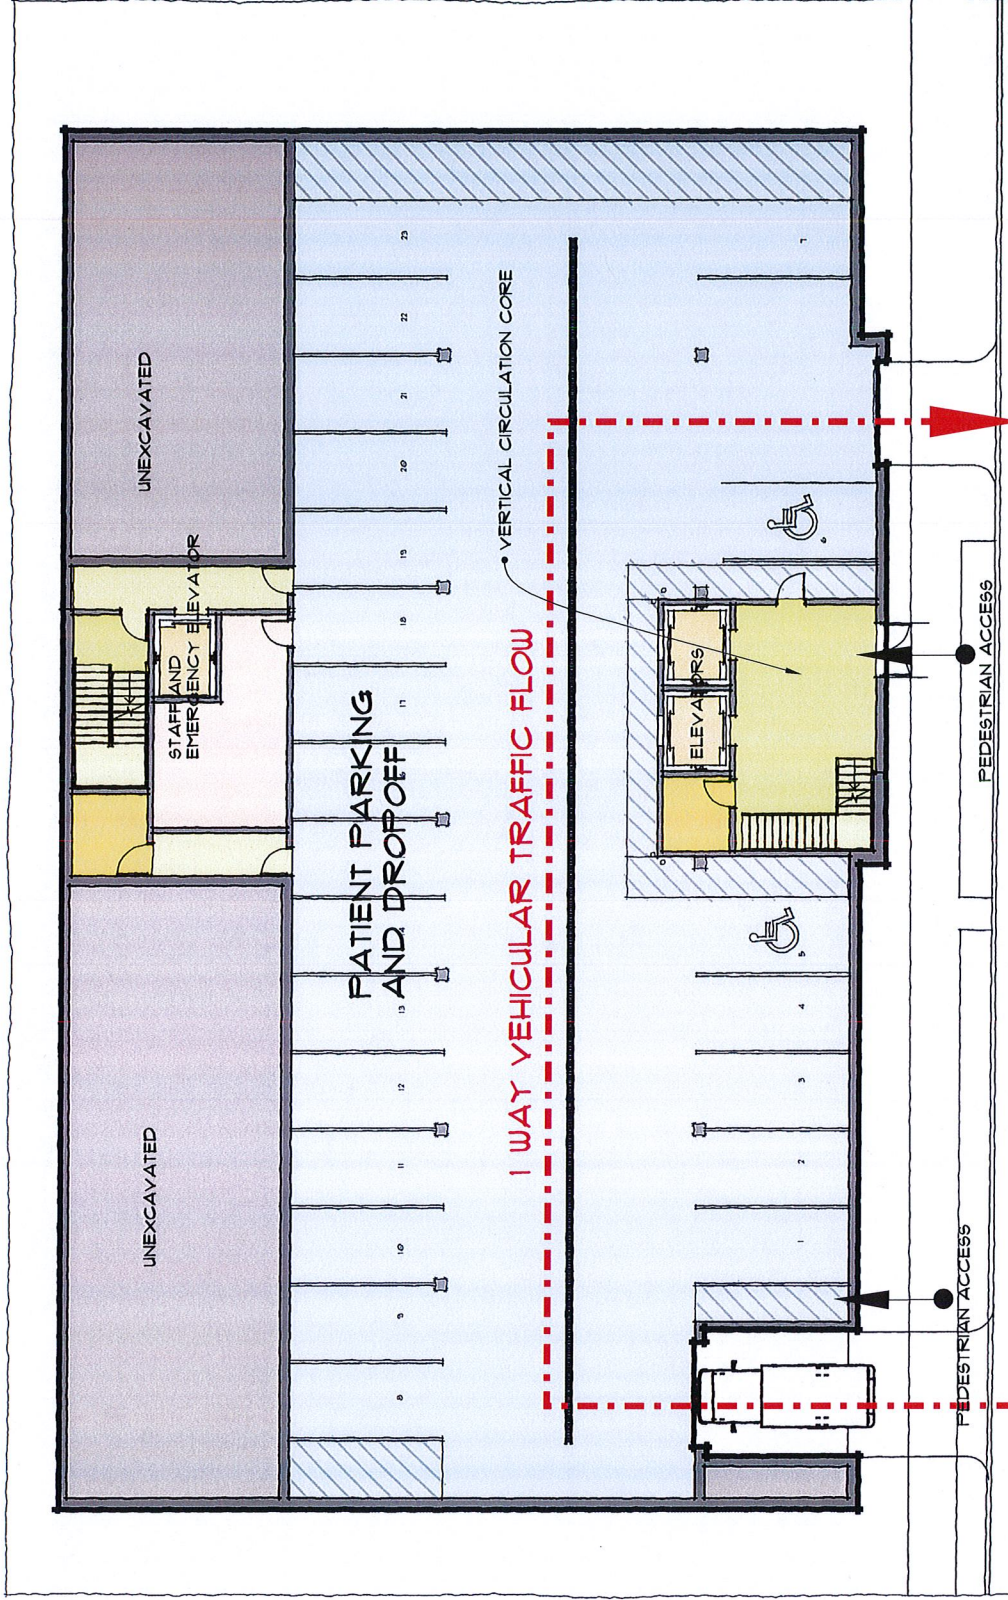 UNEXCAVATED
UNEXCAVATED
STAFF AND
EMERGENCY ELEVATOR
PATIENT PARKING
AND DROPOFF
8
9
10
11
12
13
17
18
19
20
21
22
23
1 WAY VEHICULAR TRAFFIC FLOW
VERTICAL CIRCULATION CORE
ELEVATORS
1
2
3
4
5
6
7
PEDESTRIAN ACCESS
PEDESTRIAN ACCESS